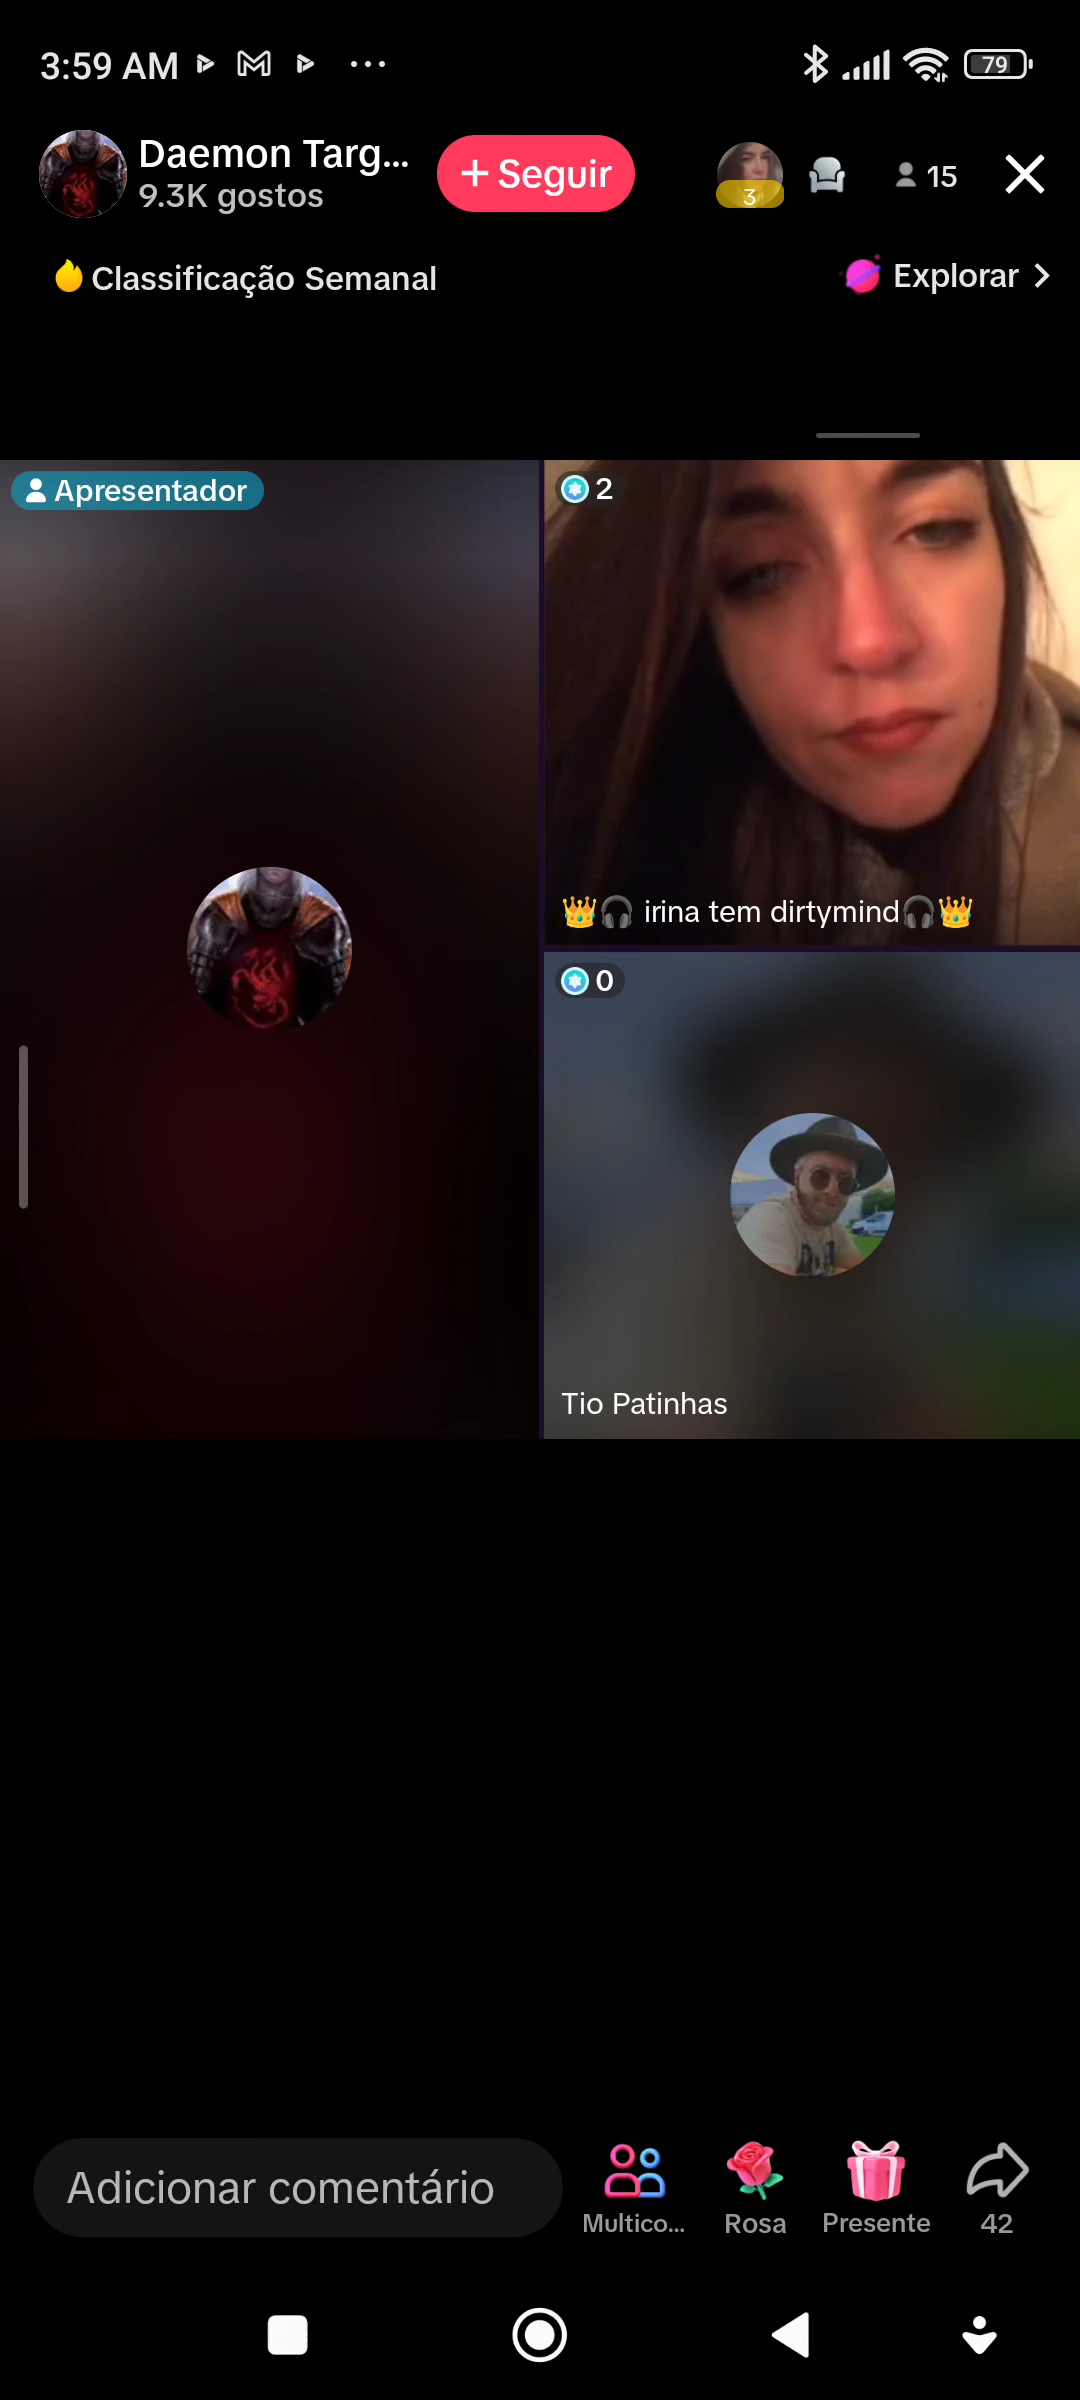 3:59 AM
79
Daemon Targ...
9.3K gostos
+ Seguir
3
15
Classificação Semanal
Explorar
Apresentador
2
irina tem dirtymind
0
Tio Patinhas
Adicionar comentário
Multico...
Rosa
Presente
42